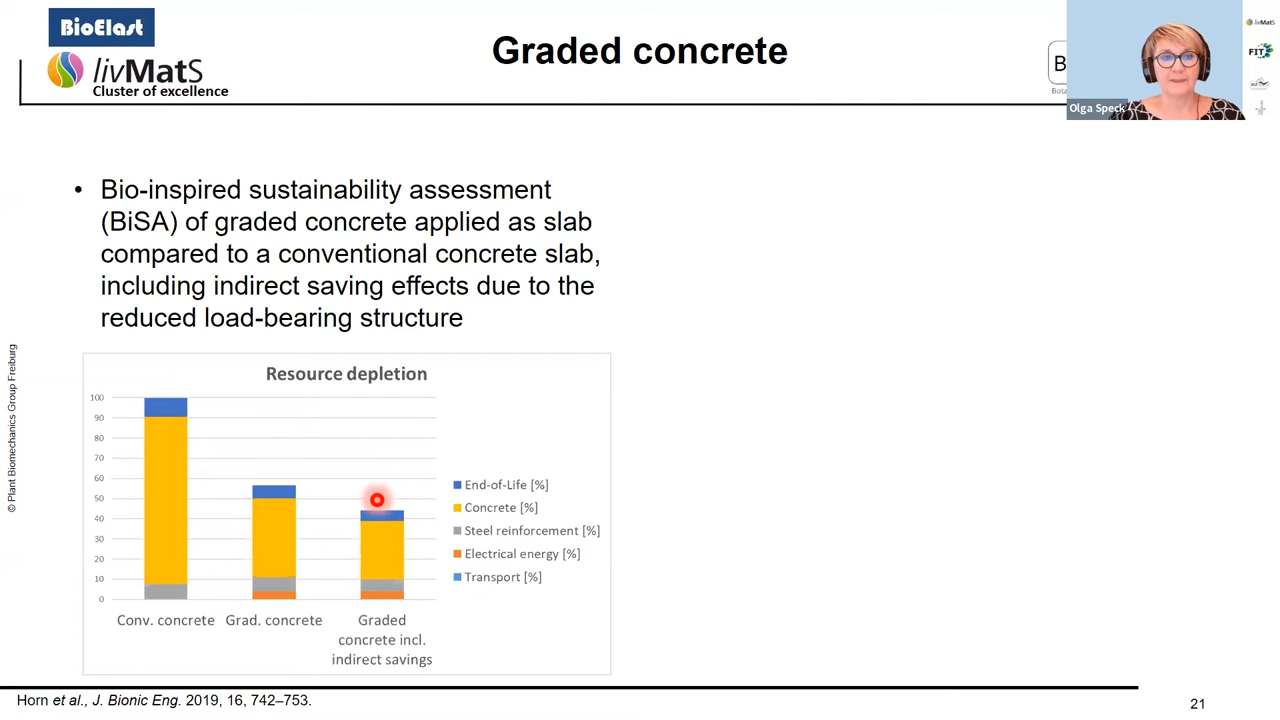 BioElast
livMatS
Cluster of excellence
Graded concrete
B
Bota
Olga Speck
livMatS
FIT
• Bio-inspired sustainability assessment
(BiSA) of graded concrete applied as slab
compared to a conventional concrete slab,
including indirect saving effects due to the
reduced load-bearing structure
© Plant Biomechanics Group Freiburg
Resource depletion
100
90
80
70
60
50
40
30
20
10
0
Conv. concrete
Grad. concrete
Graded
concrete incl.
indirect savings
End-of-Life [%]
Concrete [%]
Steel reinforcement [%]
Electrical energy [%]
Transport [%]
Horn et al., J. Bionic Eng. 2019, 16, 742–753.
21